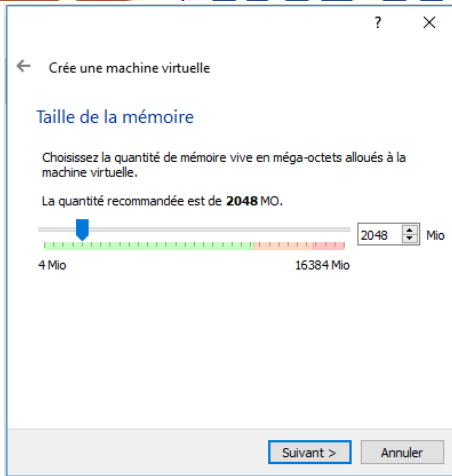 ?
Crée une machine virtuelle
Taille de la mémoire
Choisissez la quantité de mémoire vive en méga-octets alloués à la
machine virtuelle.
La quantité recommandée est de 2048 MO.
2048 Mio
4 Mio 16384 Mio
Suivant > Annuler